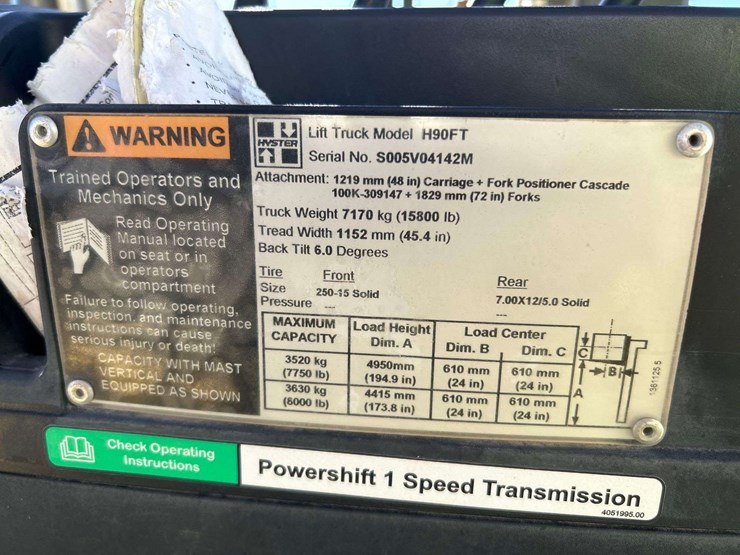 WARNING
Trained Operators and
Mechanics Only
Read Operating
Manual located
on seat or in
operators
compartment
Failure to follow operating,
inspection, and maintenance
instructions can cause
serious injury or death!
CAPACITY WITH MAST
VERTICAL AND
EQUIPPED AS SHOWN
HYSTER
Lift Truck Model H90FT
Serial No. S005V04142M
Attachment: 1219 mm (48 in) Carriage + Fork Positioner Cascade
100K-309147 + 1829 mm (72 in) Forks
Truck Weight 7170 kg (15800 lb)
Tread Width 1152 mm (45.4 in)
Back Tilt 6.0 Degrees
Tire Front Rear
Size 250-15 Solid 7.00X12/5.0 Solid
Pressure --- ---
MAXIMUM CAPACITY Load Height Dim. A Load Center Dim. B Dim. C
3520 kg 4950mm 610 mm 610 mm
(7750 lb) (194.9 in) (24 in) (24 in)
3630 kg 4415 mm 610 mm 610 mm
(8000 lb) (173.8 in) (24 in) (24 in)
C
B
A
1361125.5
Check Operating
Instructions
Powershift 1 Speed Transmission
4051995.00